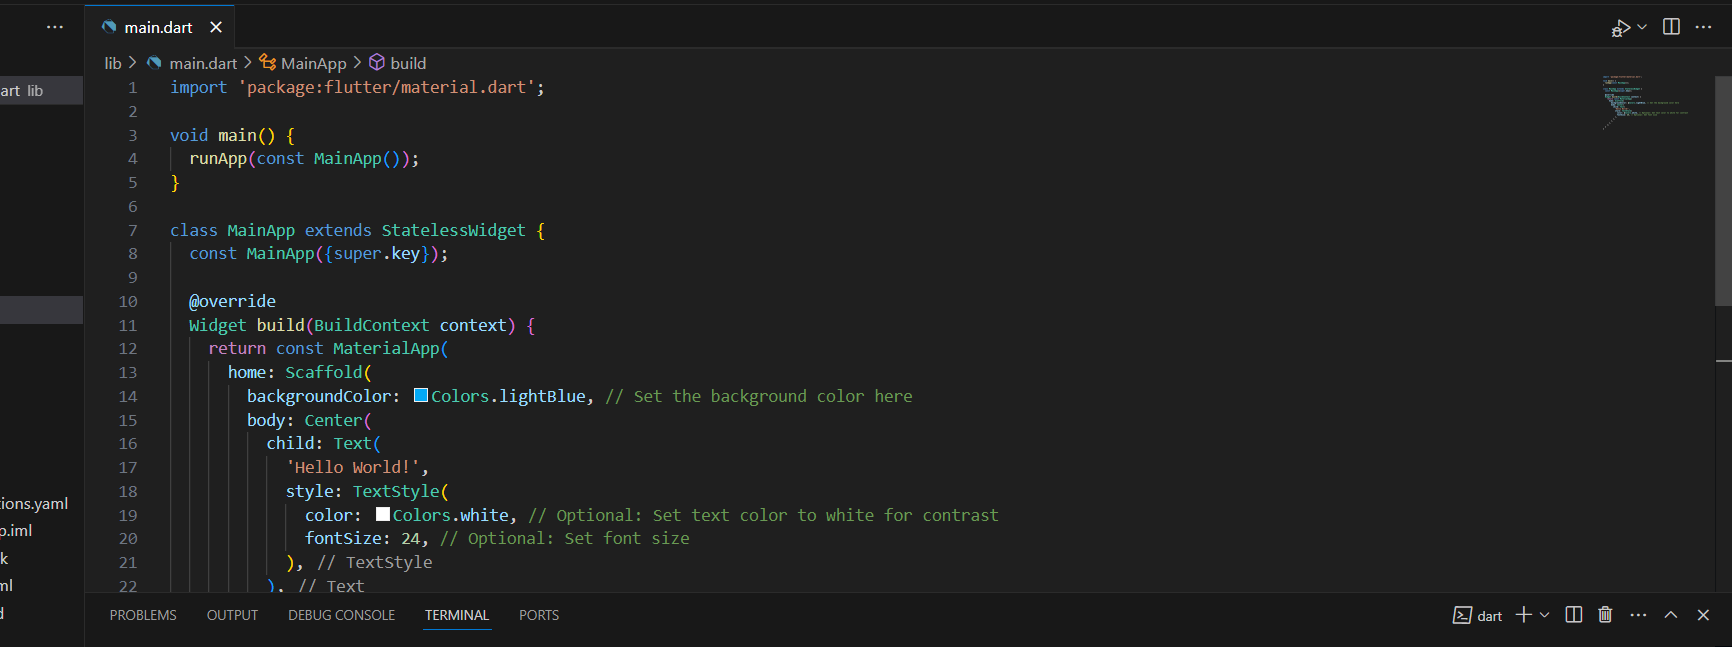 main.dart
lib > main.dart > MainApp > build
art lib
1 import 'package:flutter/material.dart';
2
3 void main() {
4 runApp(const MainApp());
5 }
6
7 class MainApp extends StatelessWidget {
8 const MainApp({super.key});
9
10 @override
11 Widget build(BuildContext context) {
12 return const MaterialApp(
13 home: Scaffold(
14 backgroundColor: Colors.lightBlue, // Set the background color here
15 body: Center(
16 child: Text(
17 'Hello World!',
18 style: TextStyle(
19 color: Colors.white, // Optional: Set text color to white for contrast
20 fontSize: 24, // Optional: Set font size
21 ), // TextStyle
22 ), // Text
ions.yaml
p.iml
k
ml
d
PROBLEMS OUTPUT DEBUG CONSOLE TERMINAL PORTS
dart